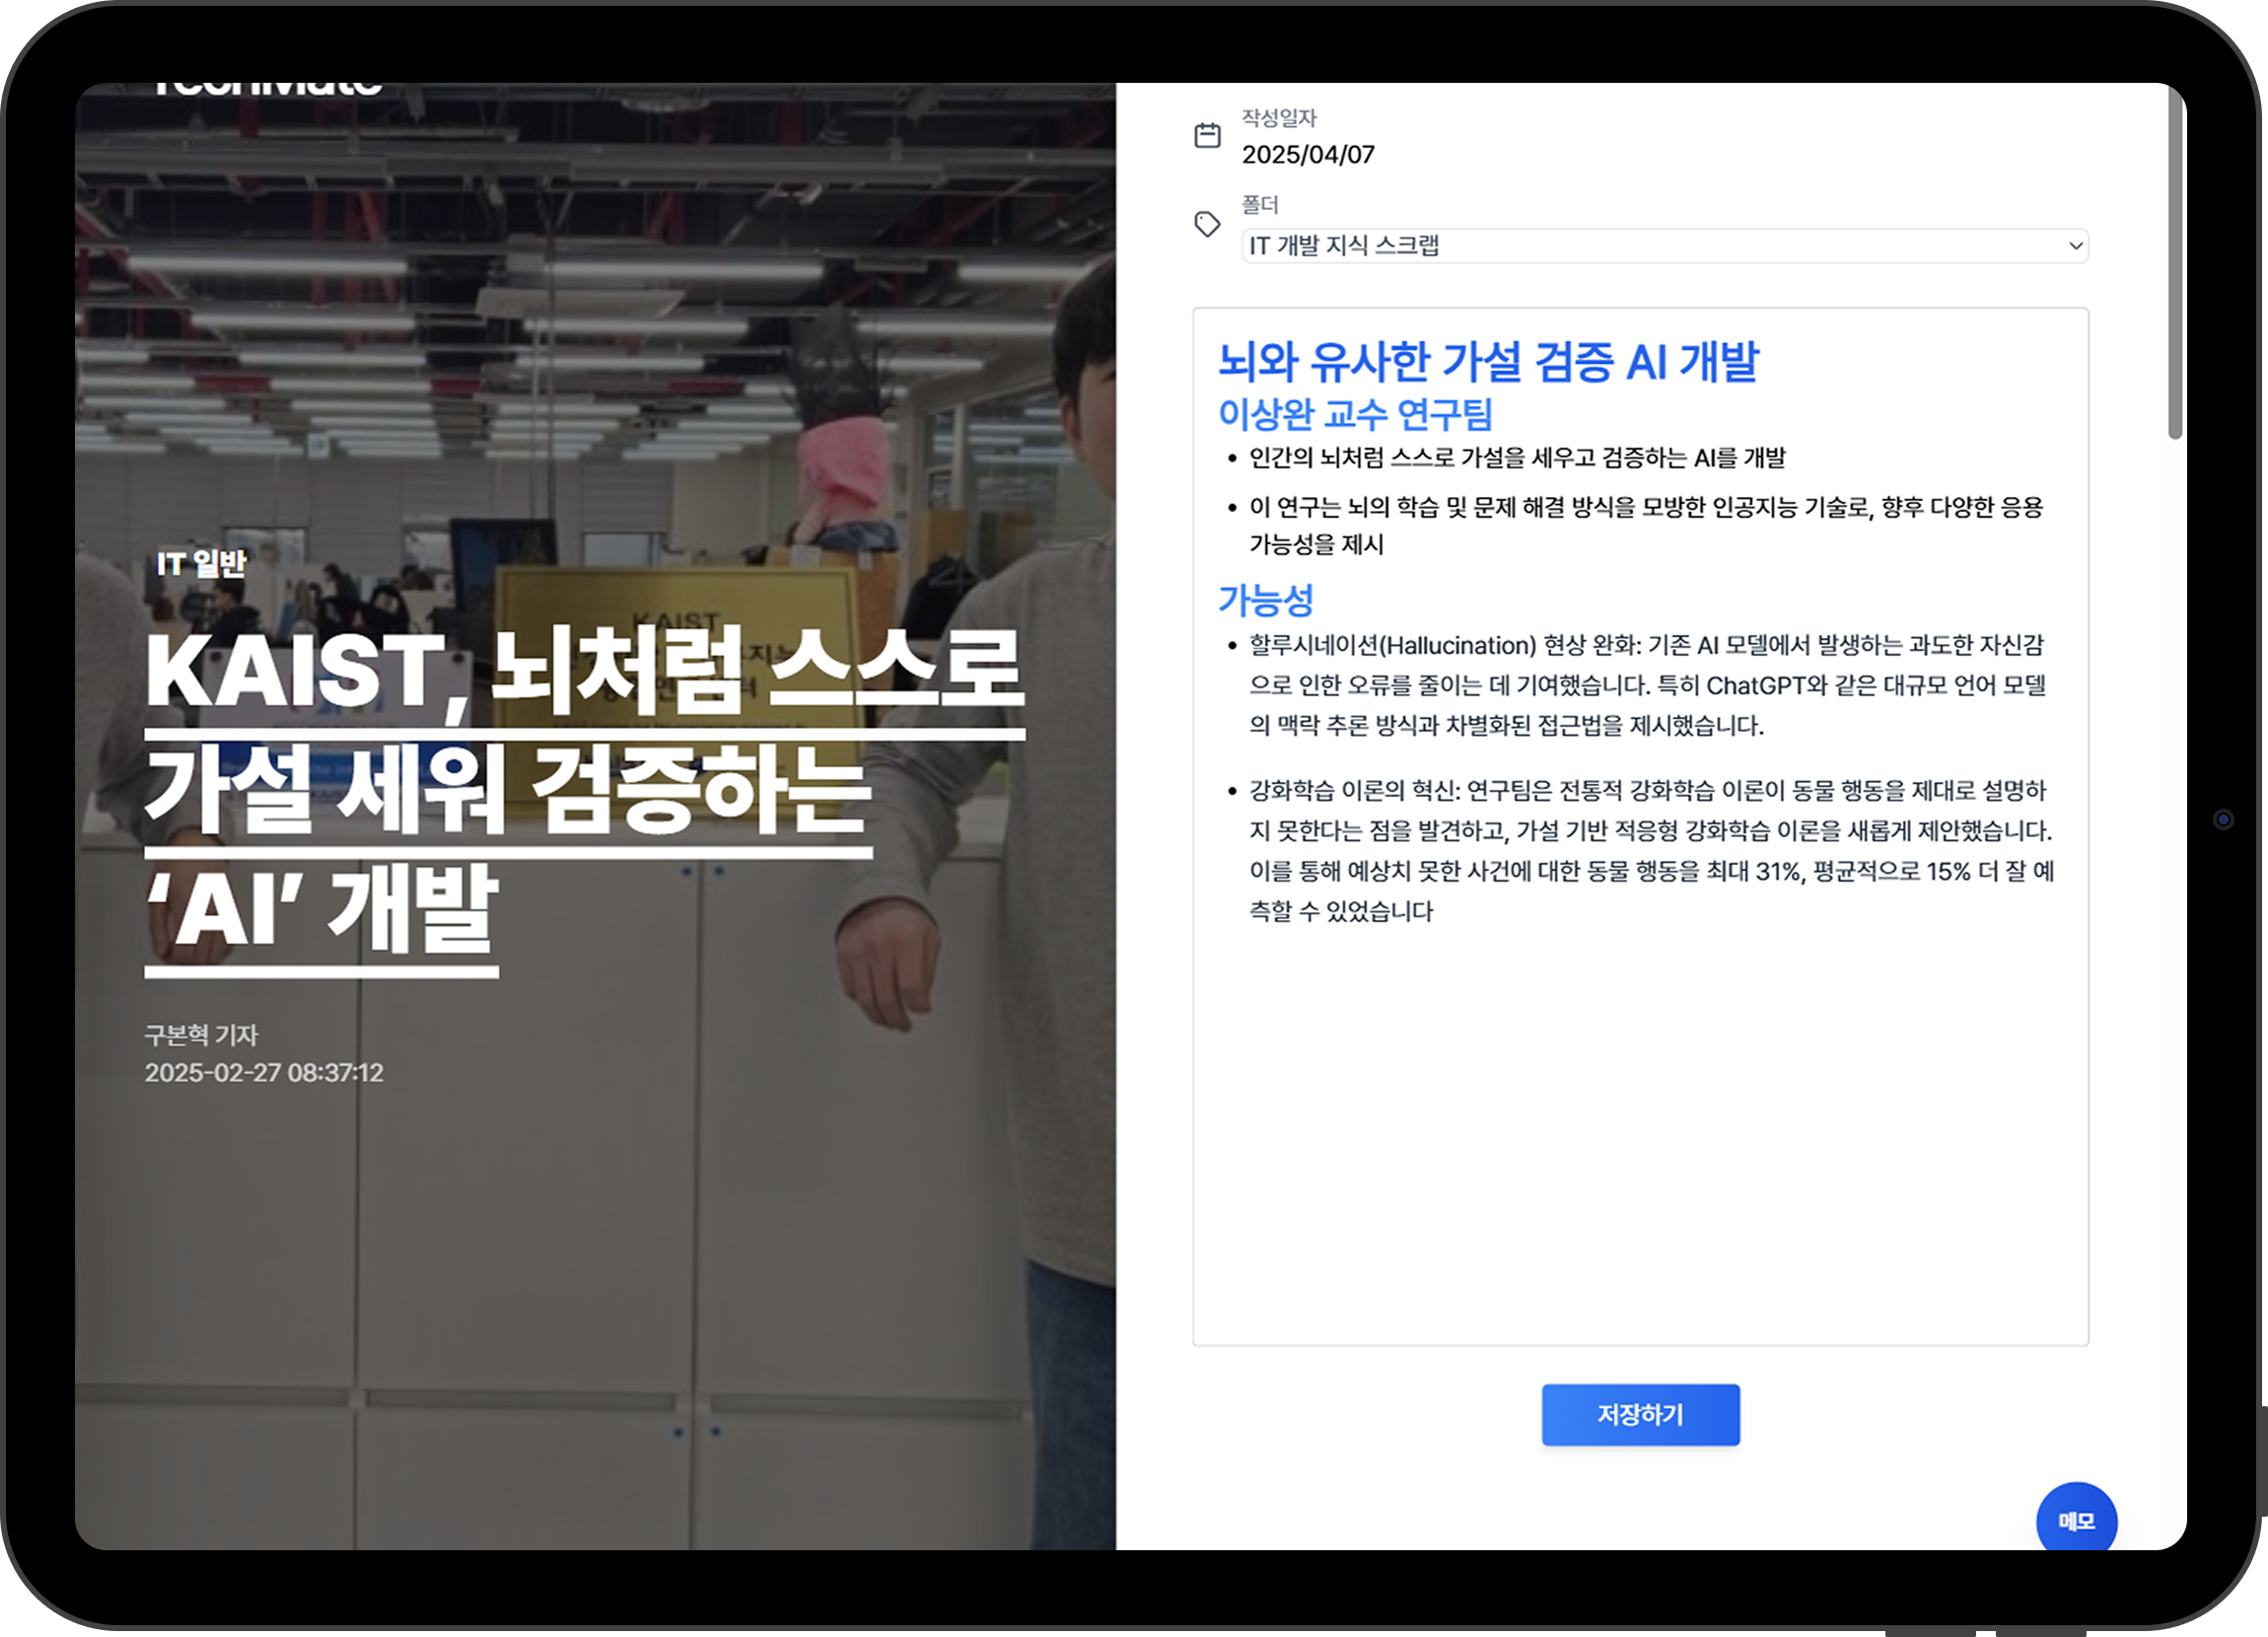 TechMate
IT 일반
KAIST, 뇌처럼 스스로
가설 세워 검증하는
‘AI’ 개발
구본혁 기자
2025-02-27 08:37:12
KAIST
작성일자
2025/04/07
폴더
IT 개발 지식 스크랩
뇌와 유사한 가설 검증 AI 개발
이상완 교수 연구팀
• 인간의 뇌처럼 스스로 가설을 세우고 검증하는 AI를 개발
• 이 연구는 뇌의 학습 및 문제 해결 방식을 모방한 인공지능 기술로, 향후 다양한 응용
가능성을 제시
가능성
• 할루시네이션(Hallucination) 현상 완화: 기존 AI 모델에서 발생하는 과도한 자신감
으로 인한 오류를 줄이는 데 기여했습니다. 특히 ChatGPT와 같은 대규모 언어 모델
의 맥락 추론 방식과 차별화된 접근법을 제시했습니다.
• 강화학습 이론의 혁신: 연구팀은 전통적 강화학습 이론이 동물 행동을 제대로 설명하
지 못한다는 점을 발견하고, 가설 기반 적응형 강화학습 이론을 새롭게 제안했습니다.
이를 통해 예상치 못한 사건에 대한 동물 행동을 최대 31%, 평균적으로 15% 더 잘 예
측할 수 있었습니다
저장하기
메모